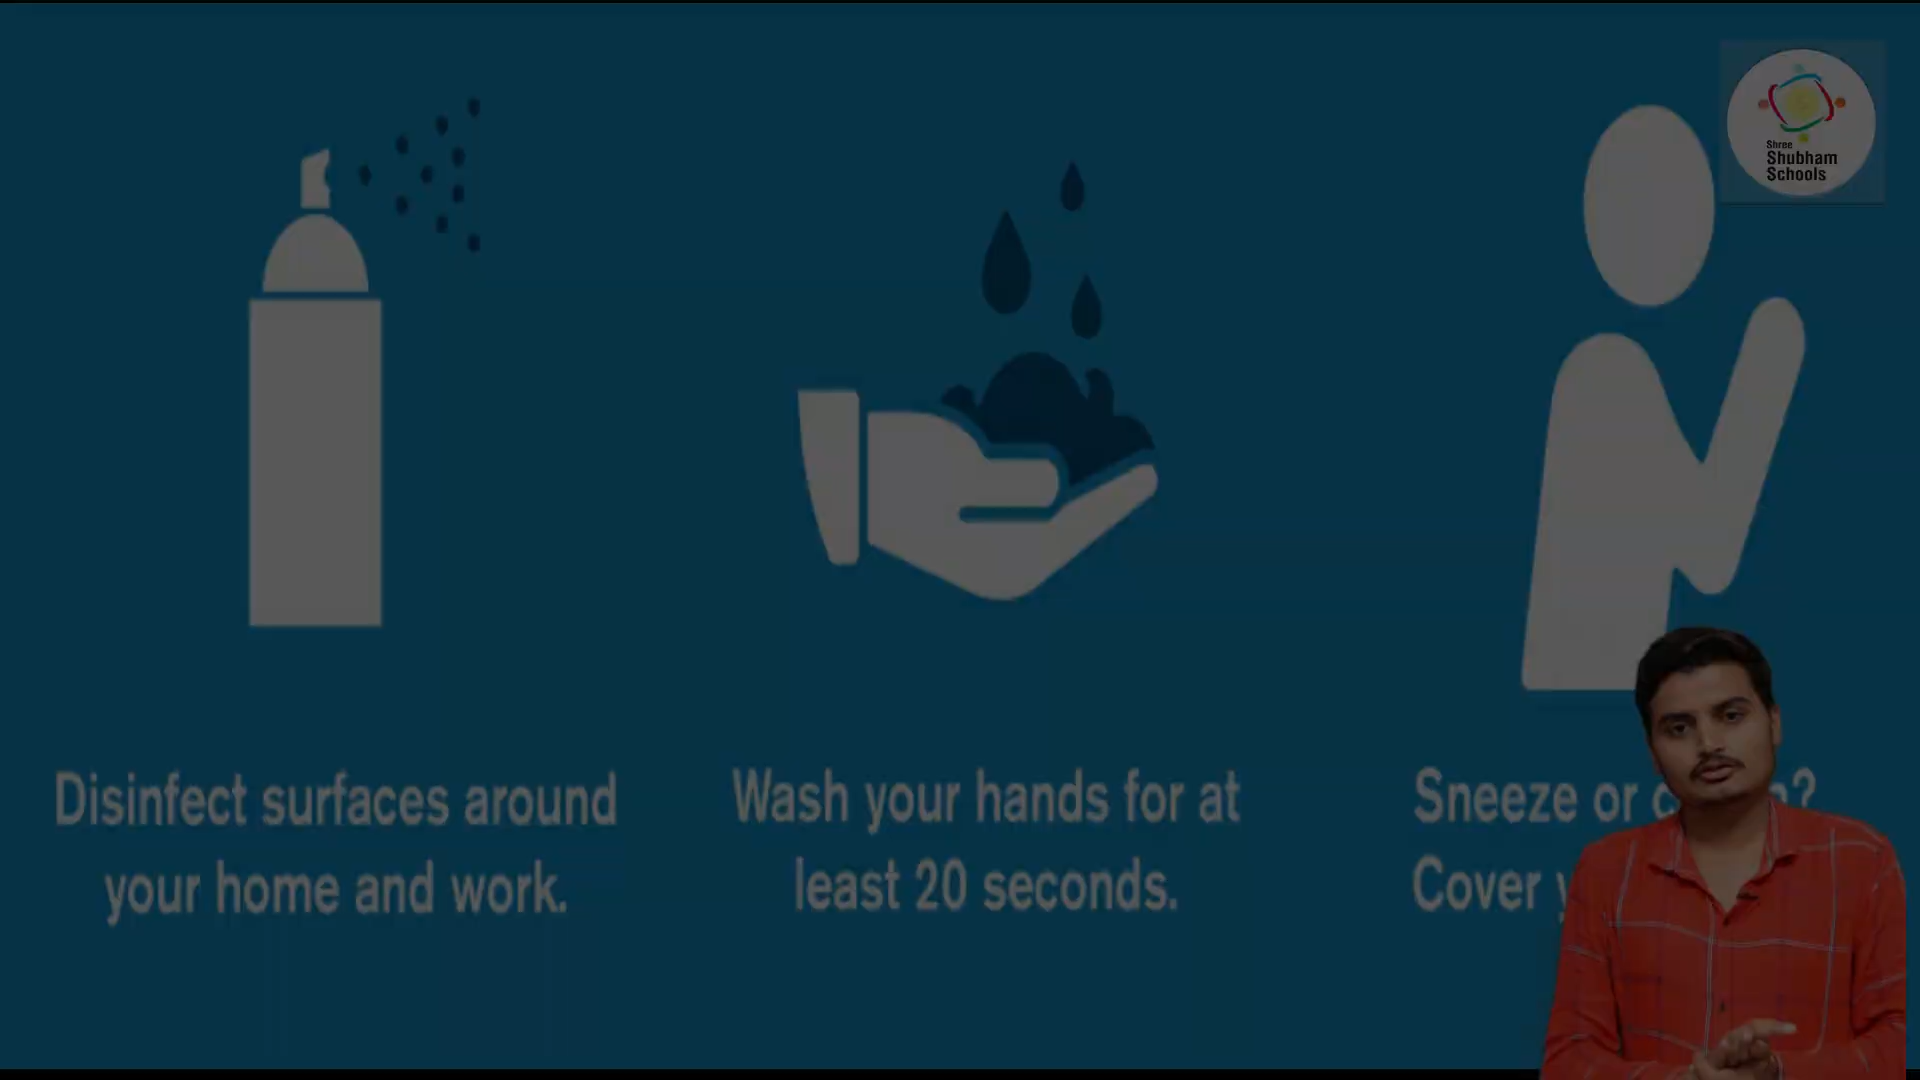 Shree
Shubham
Schools
Disinfect surfaces around
your home and work.
Wash your hands for at
least 20 seconds.
Sneeze or
Cover